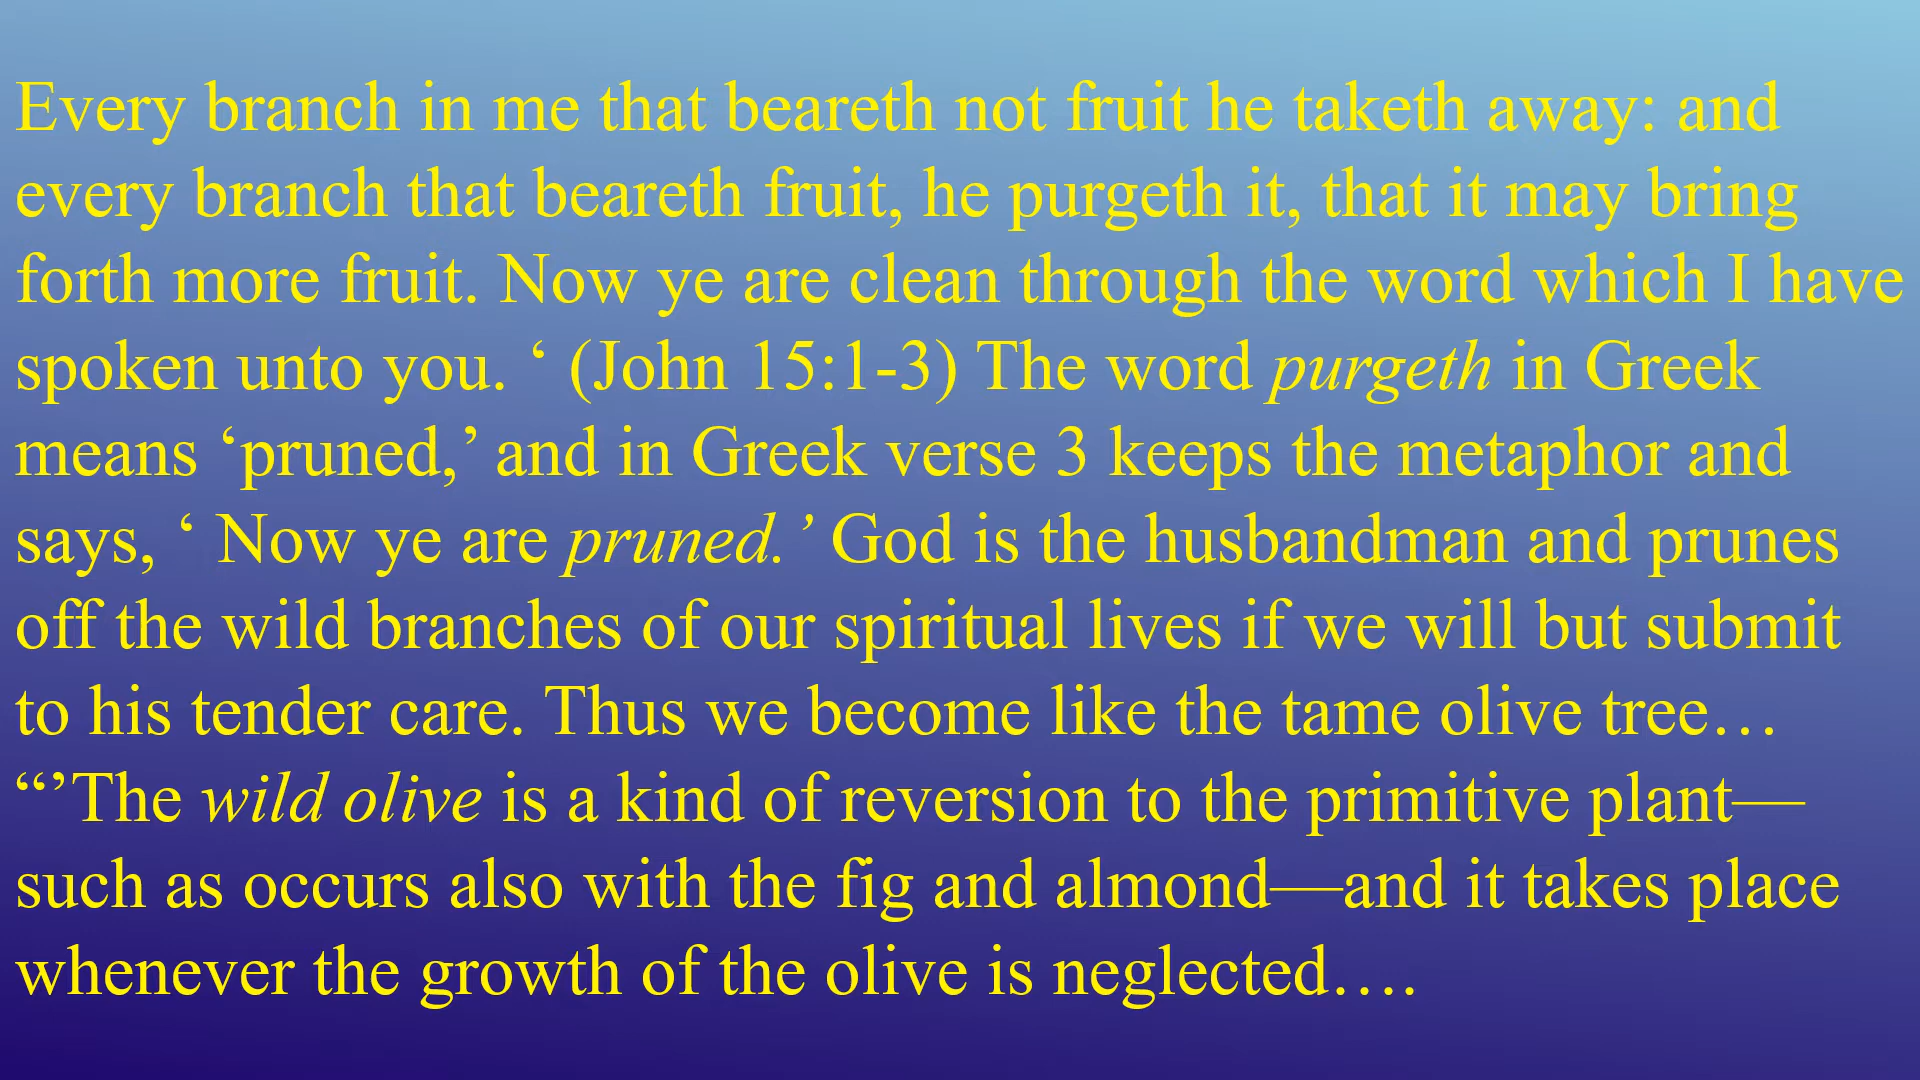 Every branch in me that beareth not fruit he taketh away: and
every branch that beareth fruit, he purgeth it, that it may bring
forth more fruit. Now ye are clean through the word which I have
spoken unto you. ‘ (John 15:1-3) The word purgeth in Greek
means ‘pruned,’ and in Greek verse 3 keeps the metaphor and
says, ‘ Now ye are pruned. ’ God is the husbandman and prunes
off the wild branches of our spiritual lives if we will but submit
to his tender care. Thus we become like the tame olive tree…
“’The wild olive is a kind of reversion to the primitive plant—
such as occurs also with the fig and almond—and it takes place
whenever the growth of the olive is neglected….